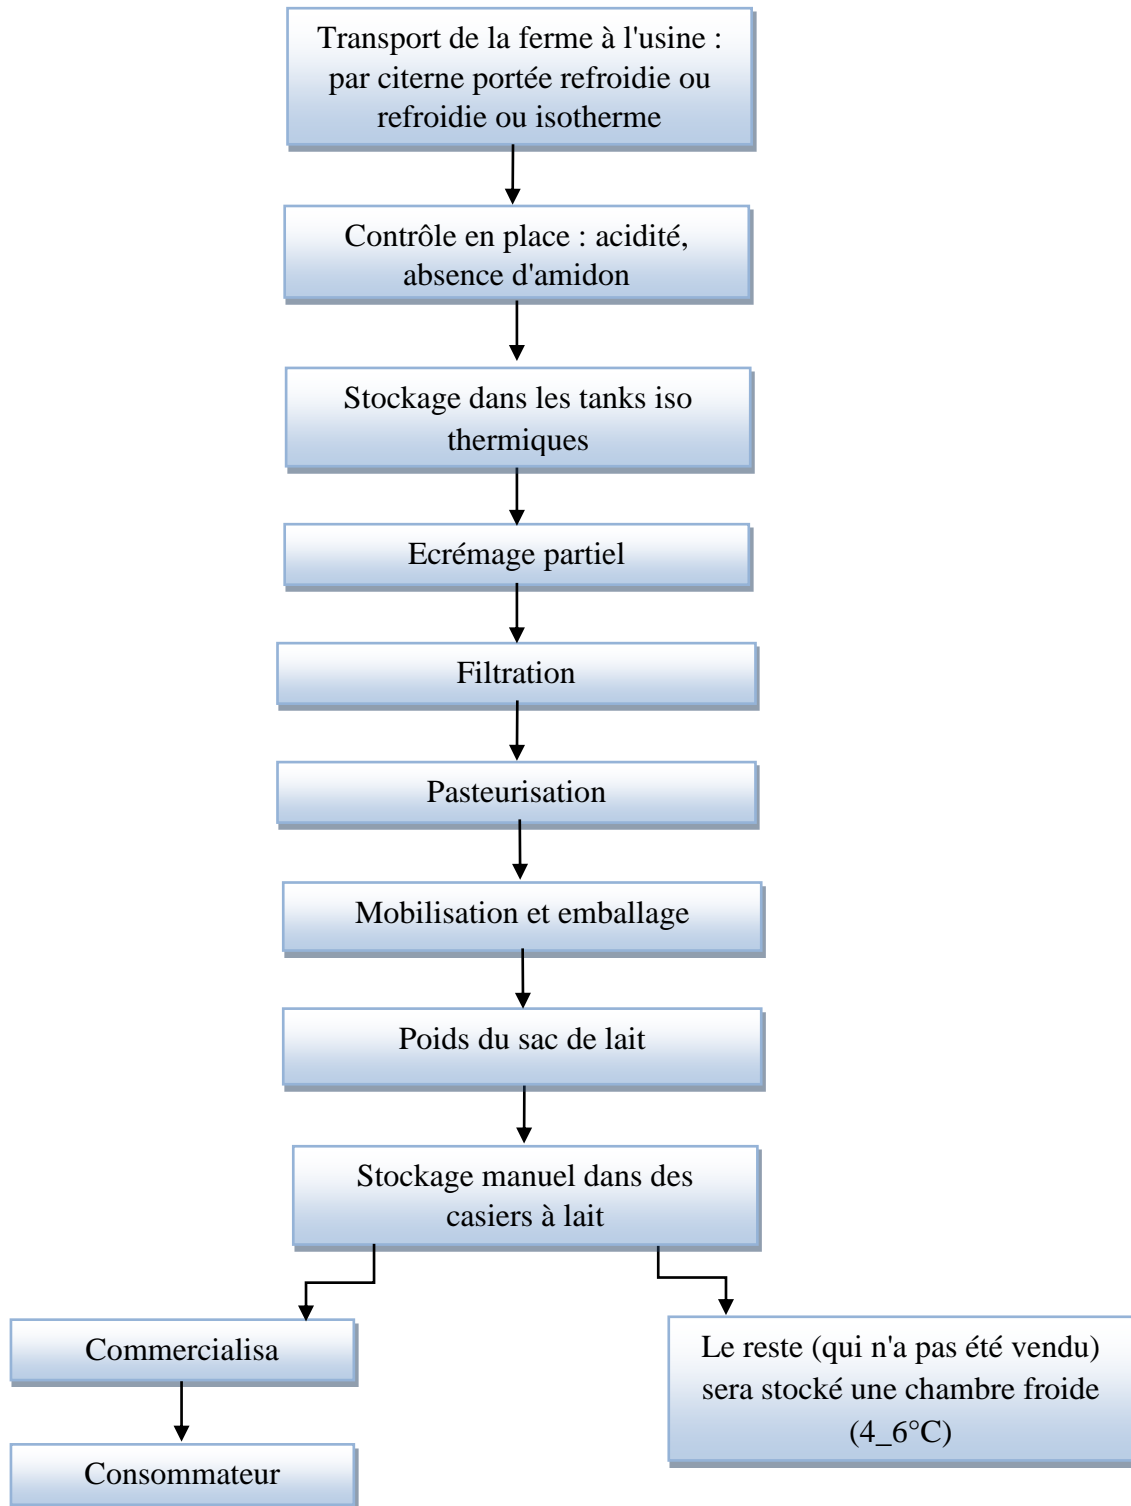 Transport de la ferme à l'usine :
par citerne portée refroidie ou
refroidie ou isotherme
Contrôle en place : acidité,
absence d'amidon
Stockage dans les tanks iso
thermiques
Ecrémage partiel
Filtration
Pasteurisation
Mobilisation et emballage
Poids du sac de lait
Stockage manuel dans des
casiers à lait
Commercialisa
Le reste (qui n'a pas été vendu)
sera stocké une chambre froide
(4_6°C)
Consommateur